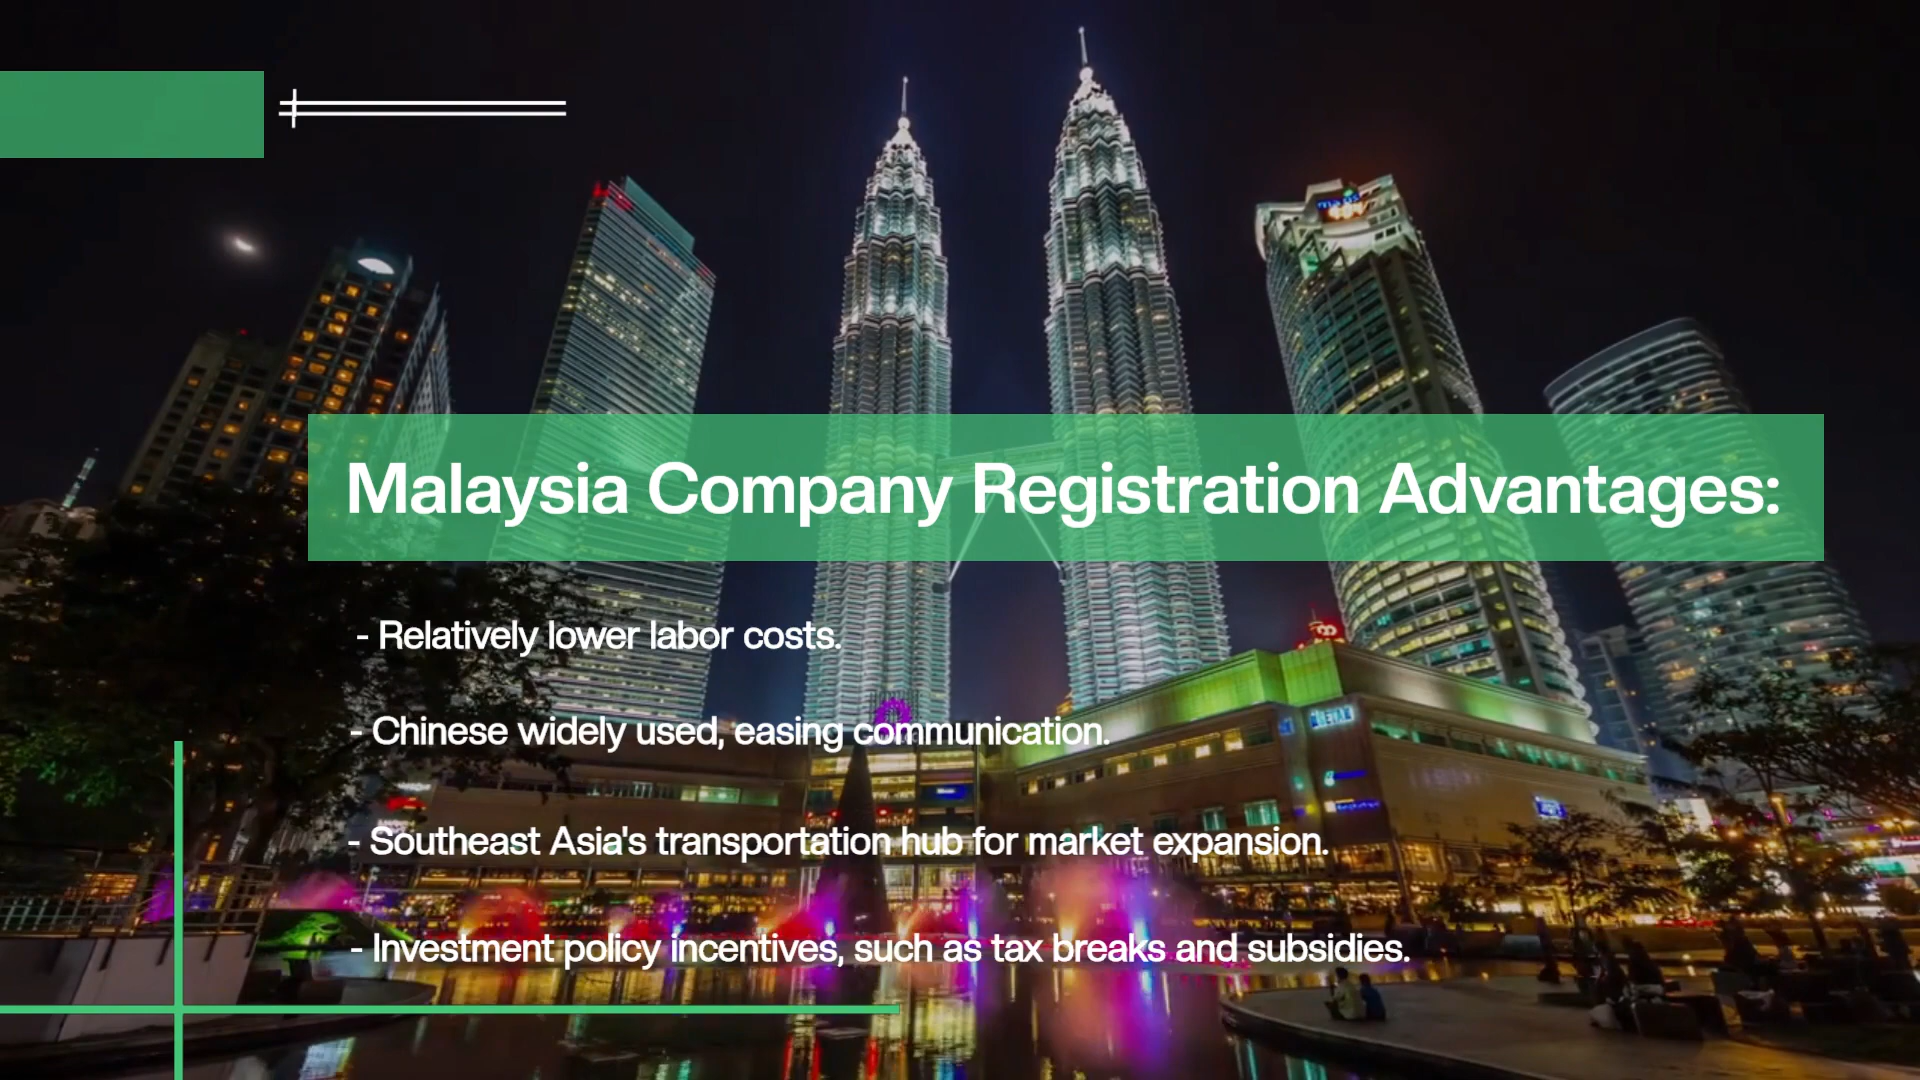 Malaysia Company Registration Advantages:
- Relatively lower labor costs.
- Chinese widely used, easing communication.
- Southeast Asia's transportation hub for market expansion.
- Investment policy incentives, such as tax breaks and subsidies.